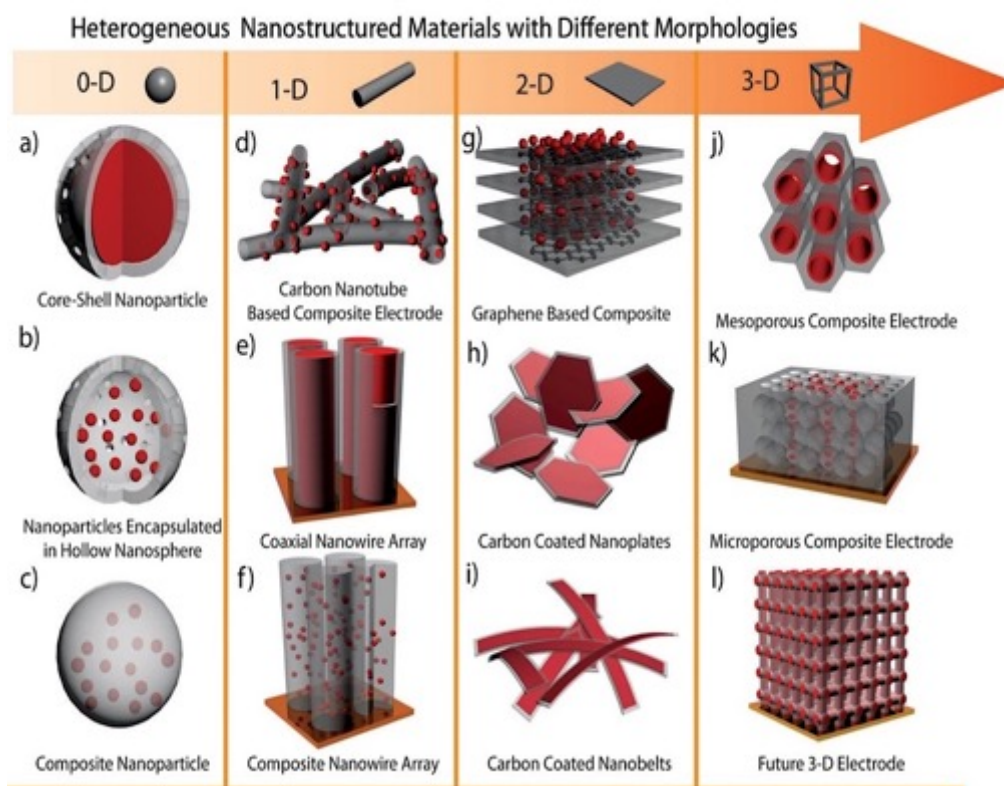 Heterogeneous Nanostructured Materials with Different Morphologies
0-D
1-D
2-D
3-D
a)
Core-Shell Nanoparticle
b)
Nanoparticles Encapsulated
in Hollow Nanosphere
c)
Composite Nanoparticle
d)
Carbon Nanotube
Based Composite Electrode
e)
Coaxial Nanowire Array
f)
Composite Nanowire Array
g)
Graphene Based Composite
h)
Carbon Coated Nanoplates
i)
Carbon Coated Nanobelts
j)
Mesoporous Composite Electrode
k)
Microporous Composite Electrode
l)
Future 3-D Electrode